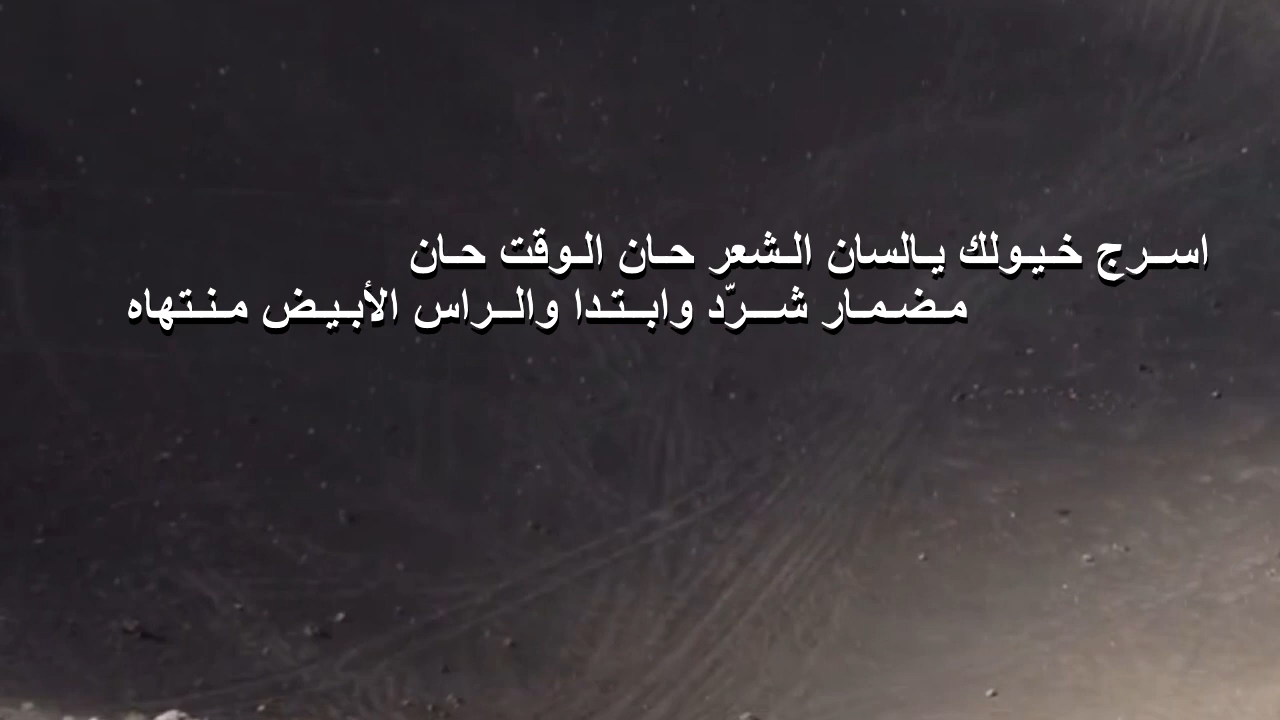 اسرج خيولك يالسان الشعر حان الوقت حان
مضمار شرّد وابتدا والراس الأبيض منتهاه